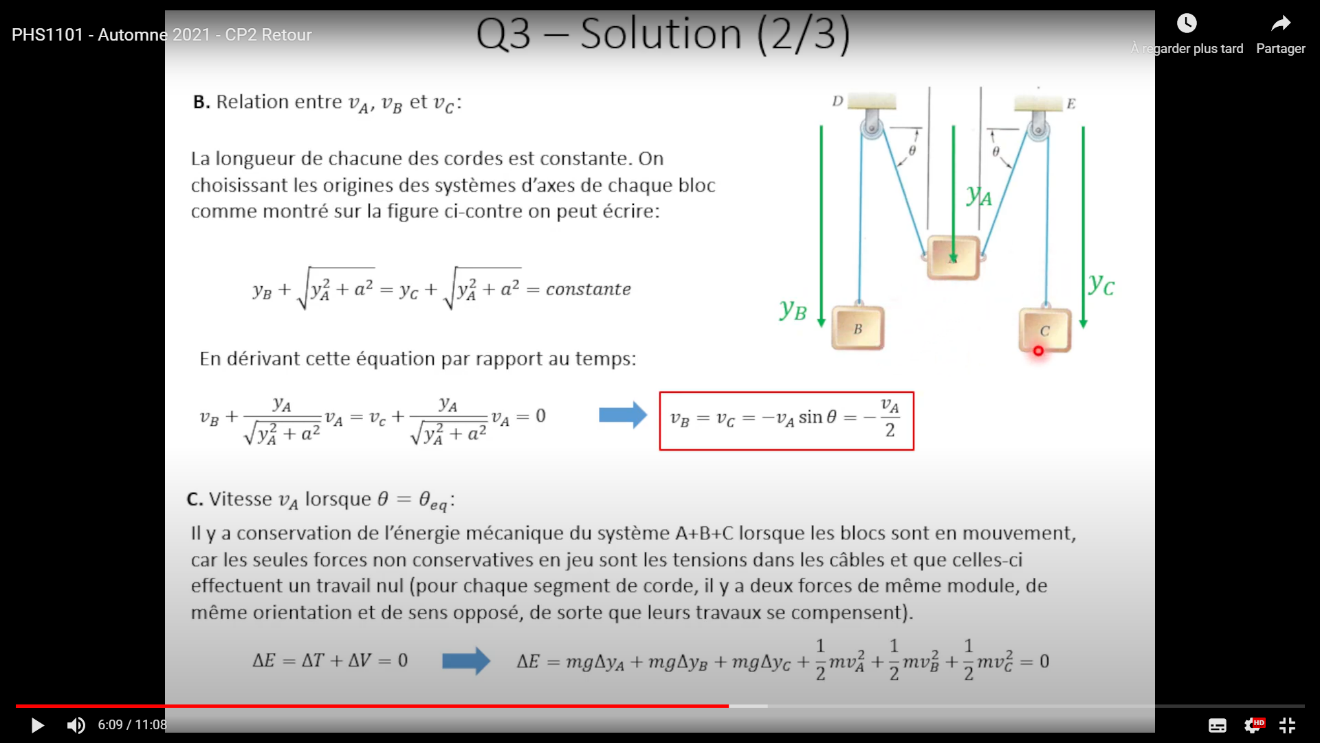 PHS1101 - Automne 2021 - CP2 Retour
Q3 – Solution (2/3)
À regarder plus tard
Partager
B. Relation entre v_A, v_B et v_C:
La longueur de chacune des cordes est constante. On
choisissant les origines des systèmes d'axes de chaque bloc
comme montré sur la figure ci-contre on peut écrire:
y_B + √(y_A² + a²) = y_C + √(y_A² + a²) = constante
En dérivant cette équation par rapport au temps:
v_B + y_A/√(y_A² + a²) v_A = v_c + y_A/√(y_A² + a²) v_A = 0
v_B = v_C = −v_A sin θ = − v_A/2
D
E
θ
θ
y_A
y_B
y_C
B
C
C. Vitesse v_A lorsque θ = θ_eq:
Il y a conservation de l'énergie mécanique du système A+B+C lorsque les blocs sont en mouvement,
car les seules forces non conservatives en jeu sont les tensions dans les câbles et que celles-ci
effectuent un travail nul (pour chaque segment de corde, il y a deux forces de même module, de
même orientation et de sens opposé, de sorte que leurs travaux se compensent).
ΔE = ΔT + ΔV = 0
ΔE = mgΔy_A + mgΔy_B + mgΔy_C + 1/2 mv_A² + 1/2 mv_B² + 1/2 mv_C² = 0
6:09 / 11:08
HD